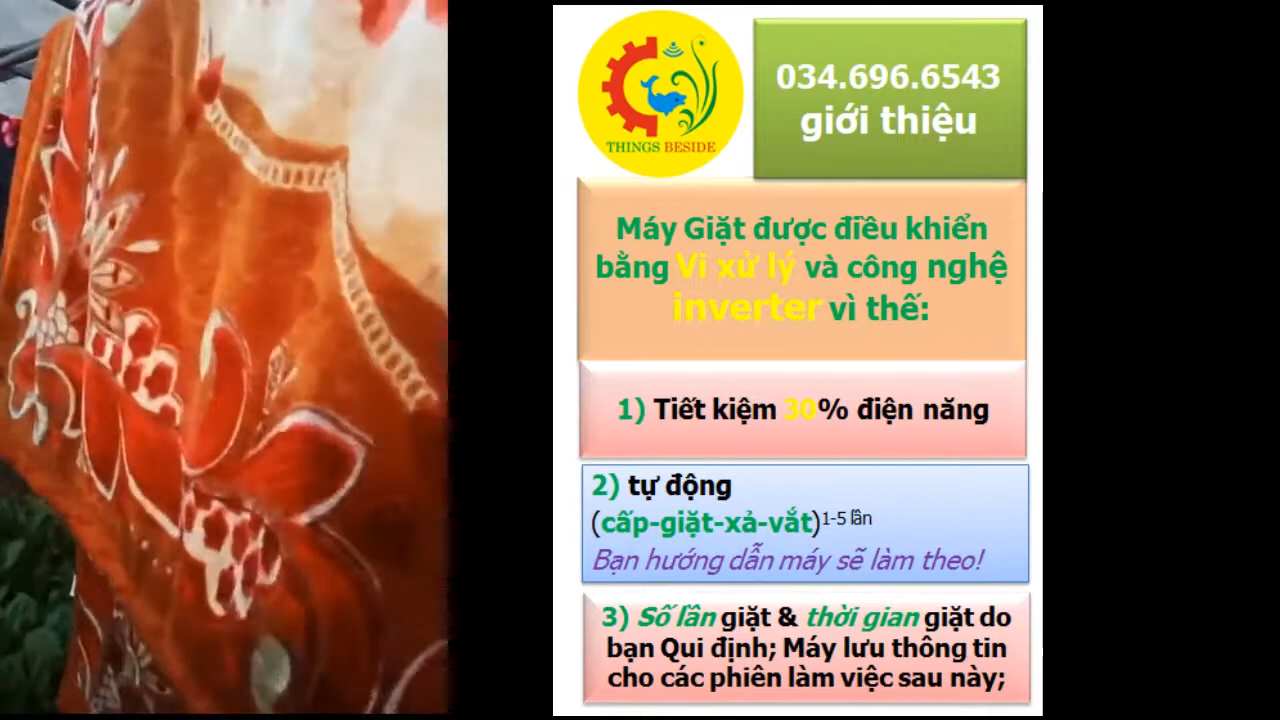 THINGS BESIDE
034.696.6543
giới thiệu
Máy Giặt được điều khiển
bằng Vi xử lý và công nghệ
inverter vì thế:
1) Tiết kiệm 30% điện năng
2) tự động
(cấp-giặt-xả-vắt)1-5 lần
Bạn hướng dẫn máy sẽ làm theo!
3) Số lần giặt & thời gian giặt do
bạn Qui định; Máy lưu thông tin
cho các phiên làm việc sau này;